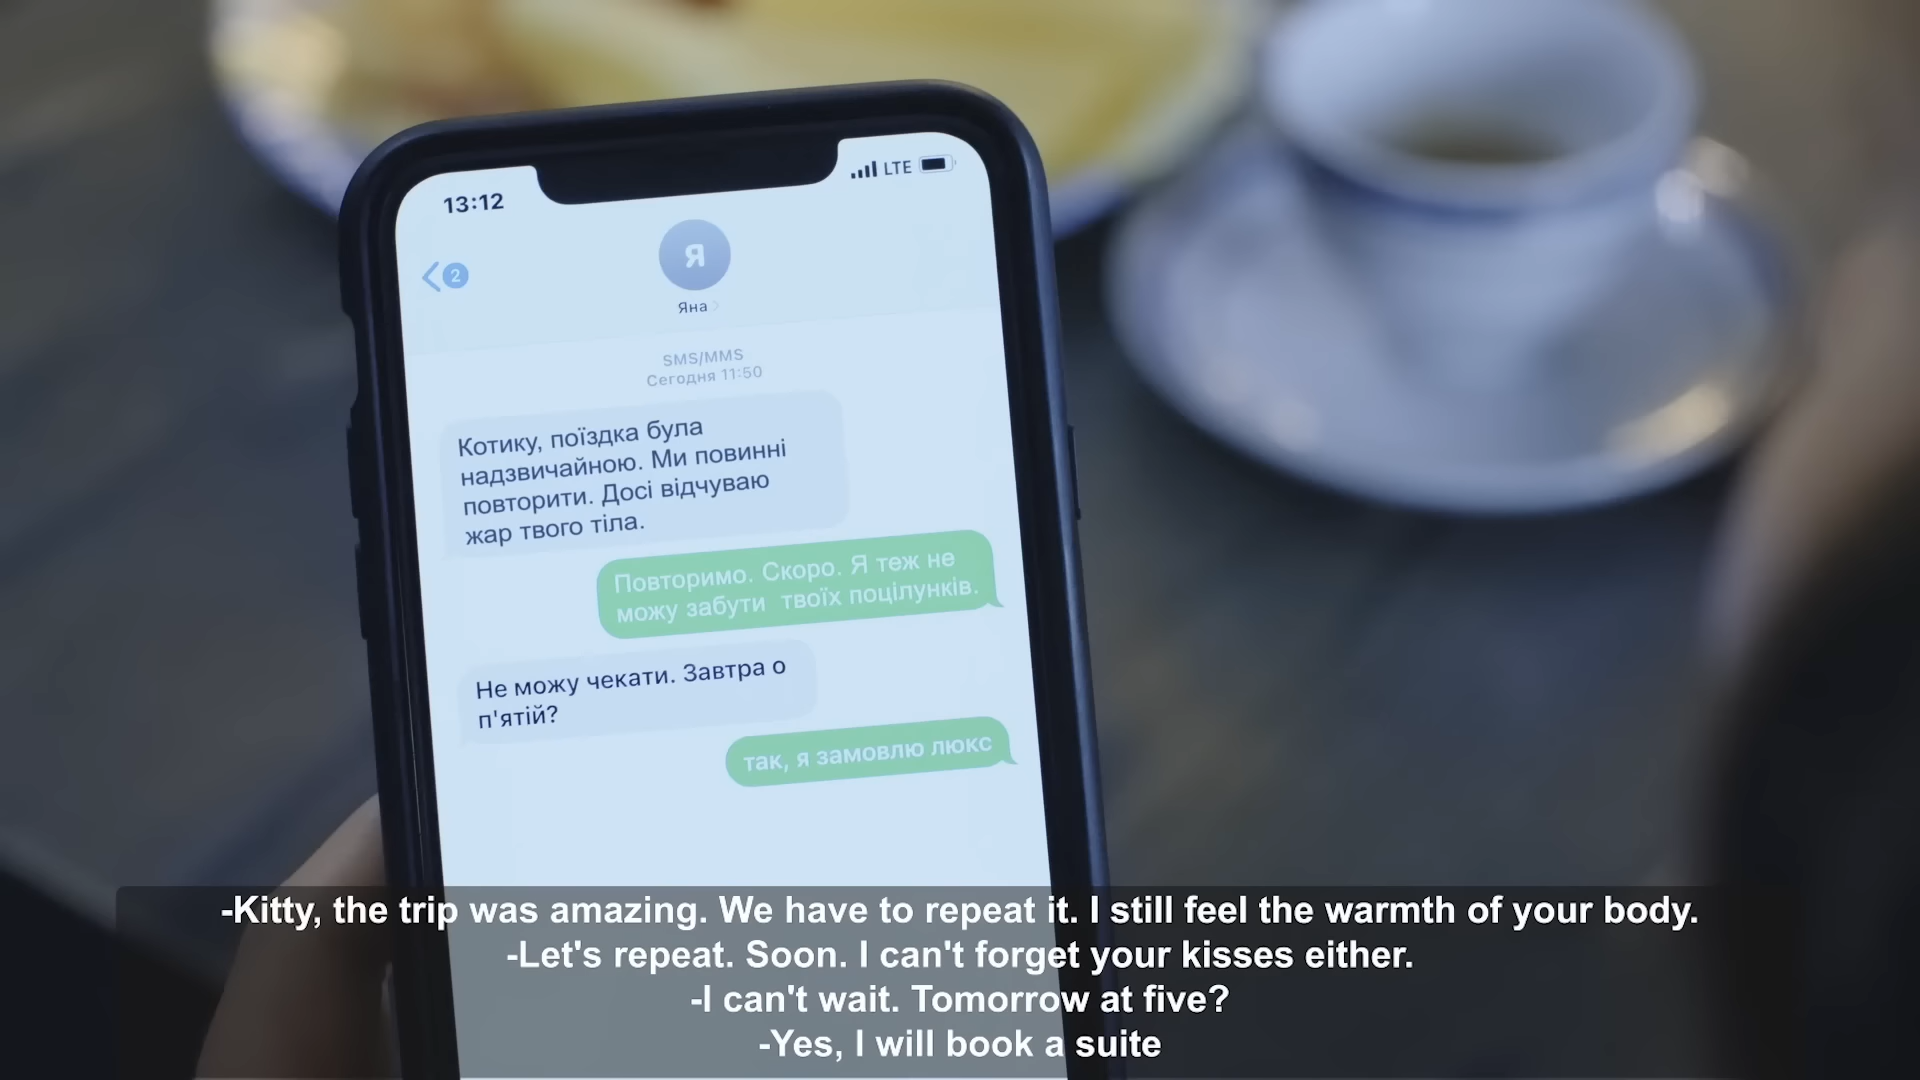 13:12
LTE
2
Я
Яна
SMS/MMS
Сегодня 11:50
Котику, поїздка була
надзвичайною. Ми повинні
повторити. Досі відчуваю
жар твого тіла.
Повторимо. Скоро. Я теж не
можу забути твоїх поцілунків.
Не можу чекати. Завтра о
п'ятій?
так, я замовлю люкс
-Kitty, the trip was amazing. We have to repeat it. I still feel the warmth of your body.
-Let's repeat. Soon. I can't forget your kisses either.
-I can't wait. Tomorrow at five?
-Yes, I will book a suite